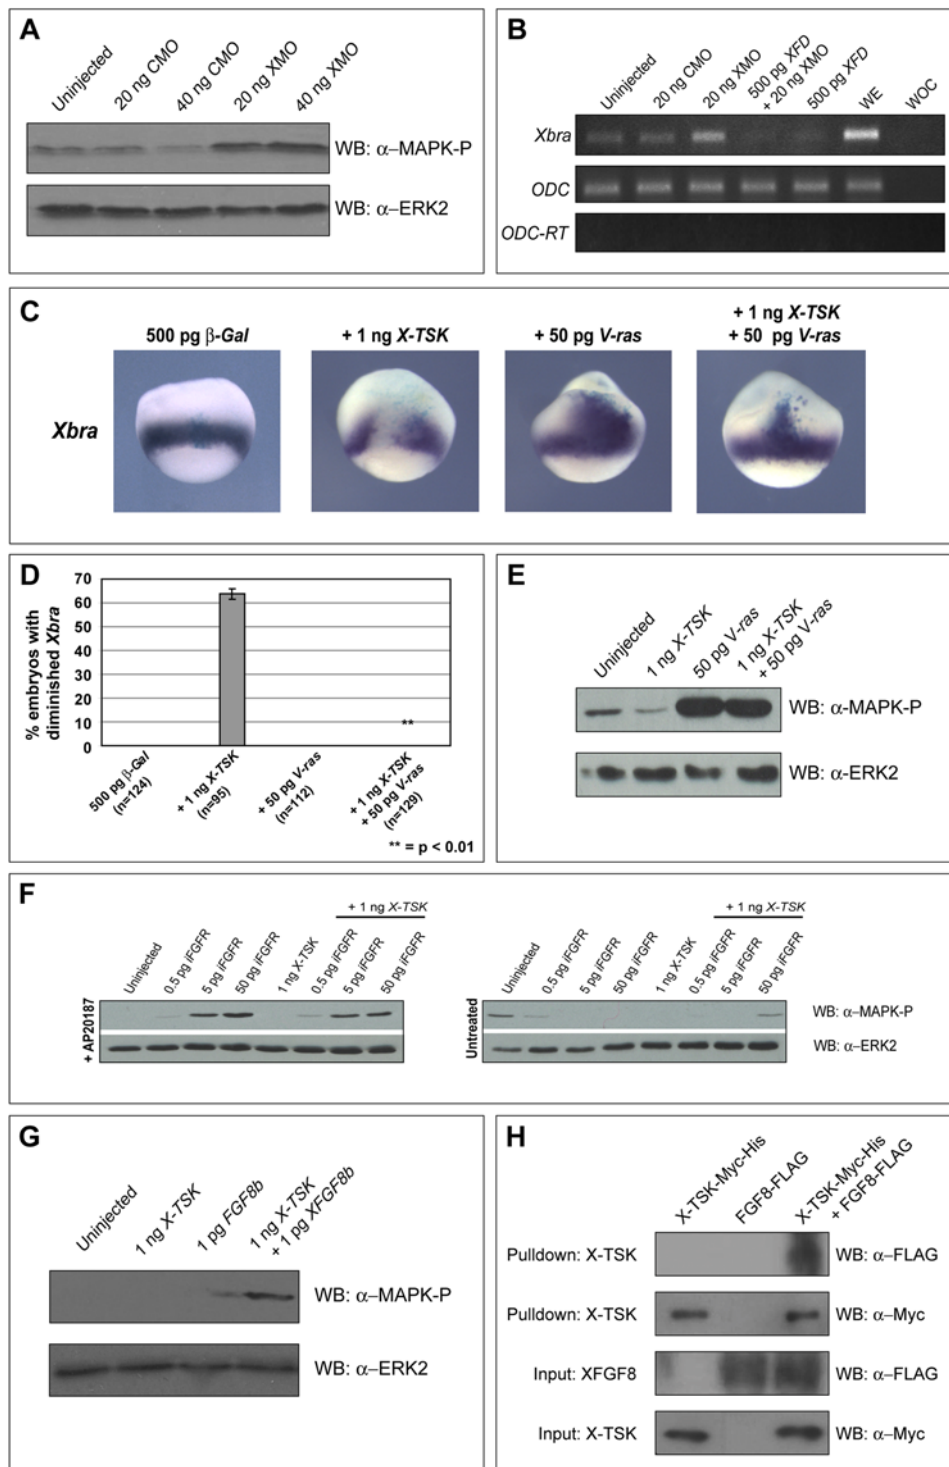 A
Uninjected
20 ng CMO
40 ng CMO
20 ng XMO
40 ng XMO
WB: α–MAPK-P
WB: α–ERK2
B
Uninjected
20 ng CMO
20 ng XMO
500 pg XFD
+ 20 ng XMO
500 pg XFD
WE
WOC
Xbra
ODC
ODC-RT
C
500 pg β-Gal
+ 1 ng X-TSK
+ 50 pg V-ras
+ 1 ng X-TSK
+ 50 pg V-ras
Xbra
D
% embryos with
diminished Xbra
70
60
50
40
30
20
10
0
**
500 pg β-Gal
(n=124)
+ 1 ng X-TSK
(n=95)
+ 50 pg V-ras
(n=112)
+ 1 ng X-TSK
+ 50 pg V-ras
(n=129)
** = p < 0.01
E
Uninjected
1 ng X-TSK
50 pg V-ras
1 ng X-TSK
+ 50 pg V-ras
WB: α-MAPK-P
WB: α-ERK2
F
+ 1 ng X-TSK
Uninjected
0.5 pg iFGFR
5 pg iFGFR
50 pg iFGFR
1 ng X-TSK
0.5 pg iFGFR
5 pg iFGFR
50 pg iFGFR
+ AP20187
+ 1 ng X-TSK
Uninjected
0.5 pg iFGFR
5 pg iFGFR
50 pg iFGFR
1 ng X-TSK
0.5 pg iFGFR
5 pg iFGFR
50 pg iFGFR
Untreated
WB: α–MAPK-P
WB: α–ERK2
G
Uninjected
1 ng X-TSK
1 pg FGF8b
1 ng X-TSK
+ 1 pg XFGF8b
WB: α–MAPK-P
WB: α–ERK2
H
X-TSK-Myc-His
FGF8-FLAG
X-TSK-Myc-His
+ FGF8-FLAG
Pulldown: X-TSK
WB: α–FLAG
Pulldown: X-TSK
WB: α–Myc
Input: XFGF8
WB: α–FLAG
Input: X-TSK
WB: α–Myc